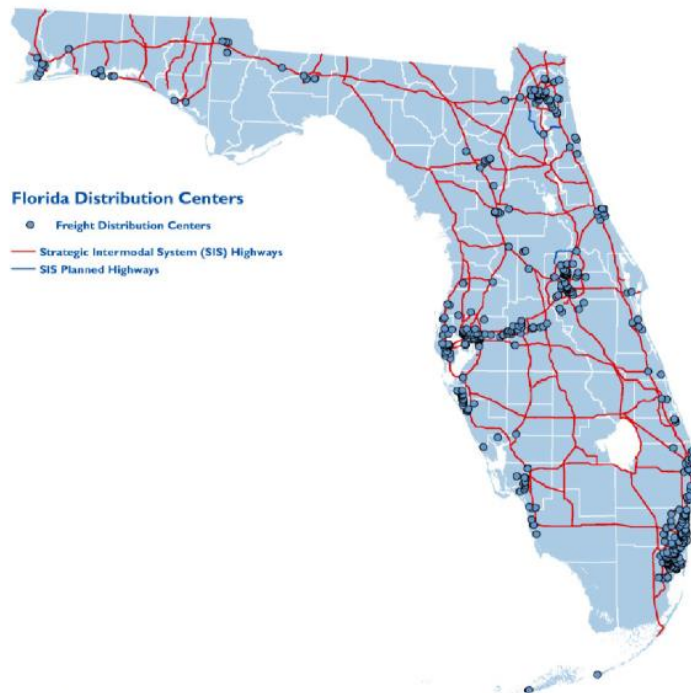 Florida Distribution Centers
Freight Distribution Centers
Strategic Intermodal System (SIS) Highways
SIS Planned Highways